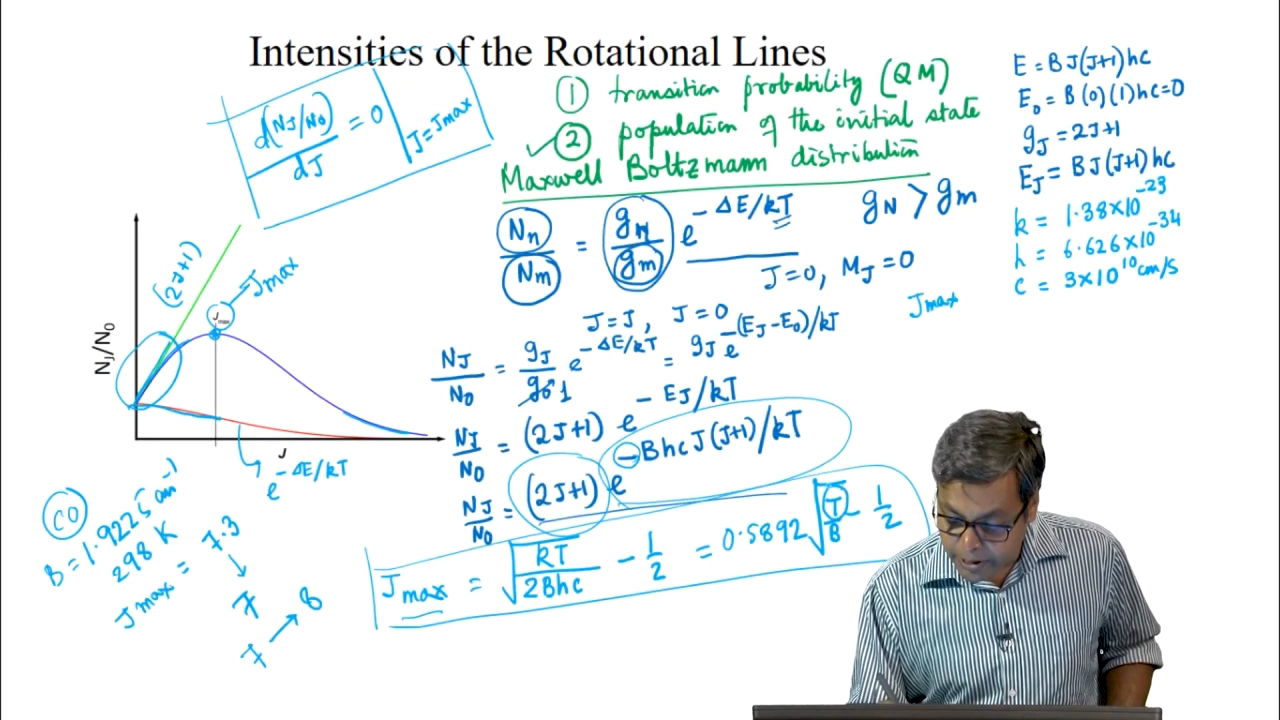 Intensities of the Rotational Lines
d(NJ/N0)/dJ = 0 | J=Jmax
① transition probability (QM)
✓② population of the initial state
Maxwell Boltzmann distribution
E = BJ(J+1)hc
E₀ = B(0)(1)hc=0
gJ = 2J+1
EJ = BJ(J+1)hc
k = 1.38×10⁻²³
h = 6.626×10⁻³⁴
c = 3×10¹⁰cm/s
Nn/Nm = gn/gm e^-ΔE/kT
gN > gm
J=0, MJ=0
Jmax
J=J, J=0
NJ/N0 = gJ/g0 1 e^-ΔE/kT = gJ e^-(EJ-E0)/kT
NJ/N0 = (2J+1) e^-EJ/kT
NJ/N0 = (2J+1) e^-BhcJ(J+1)/kT
Jmax = √kT/2Bhc - 1/2 = 0.5892 √T/B - 1/2
(2J+1)
Jmax
Jmax
NJ/N0
J
e^-ΔE/kT
CO
B=1.9225 cm⁻¹
298 K
Jmax = 7.3
↓
7
7 → 8